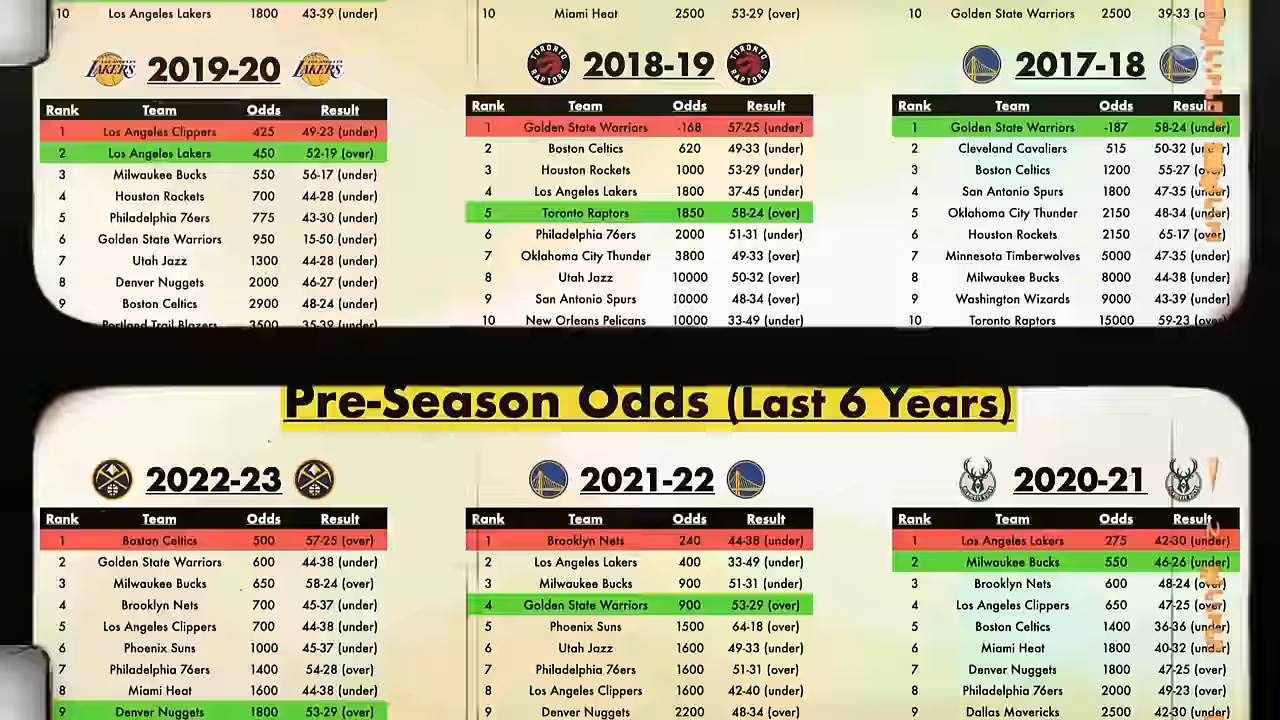 10 Los Angeles Lakers 1800 43-39 (under) 10 Miami Heat 2500 53-29 (over) 10 Golden State Warriors 2500 39-33
LAKERS 2019-20 LAKERS TORONTO RAPTORS 2018-19 TORONTO RAPTORS 2017-18
Rank Team Odds Result Rank Team Odds Result Rank Team Odds Result
1 Los Angeles Clippers 425 49-23 (under) 1 Golden State Warriors -168 57-25 (under) 1 Golden State Warriors -187 58-24 (under)
2 Los Angeles Lakers 450 52-19 (over) 2 Boston Celtics 620 49-33 (under) 2 Cleveland Cavaliers 515 50-32 (under)
3 Milwaukee Bucks 550 56-17 (under) 3 Houston Rockets 1000 53-29 (under) 3 Boston Celtics 1200 55-27 (over)
4 Houston Rockets 700 44-28 (under) 4 Los Angeles Lakers 1800 37-45 (under) 4 San Antonio Spurs 1800 47-35 (under)
5 Philadelphia 76ers 775 43-30 (under) 5 Toronto Raptors 1850 58-24 (over) 5 Oklahoma City Thunder 2150 48-34 (under)
6 Golden State Warriors 950 15-50 (under) 6 Philadelphia 76ers 2000 51-31 (under) 6 Houston Rockets 2150 65-17 (over)
7 Utah Jazz 1300 44-28 (under) 7 Oklahoma City Thunder 3800 49-33 (over) 7 Minnesota Timberwolves 5000 47-35 (under)
8 Denver Nuggets 2000 46-27 (under) 8 Utah Jazz 10000 50-32 (over) 8 Milwaukee Bucks 8000 44-38 (under)
9 Boston Celtics 2900 48-24 (under) 9 San Antonio Spurs 10000 48-34 (over) 9 Washington Wizards 9000 43-39 (under)
Portland Trail Blazers 3500 35-39 (under) 10 New Orleans Pelicans 10000 33-49 (under) 10 Toronto Raptors 15000 59-23 (over)
Pre-Season Odds (Last 6 Years)
2022-23 2021-22 2020-21
Rank Team Odds Result Rank Team Odds Result Rank Team Odds Result
1 Boston Celtics 500 57-25 (over) 1 Brooklyn Nets 240 44-38 (under) 1 Los Angeles Lakers 275 42-30 (under)
2 Golden State Warriors 600 44-38 (under) 2 Los Angeles Lakers 400 33-49 (under) 2 Milwaukee Bucks 550 46-26 (under)
3 Milwaukee Bucks 650 58-24 (over) 3 Milwaukee Bucks 900 51-31 (under) 3 Brooklyn Nets 600 48-24 (over)
4 Brooklyn Nets 700 45-37 (under) 4 Golden State Warriors 900 53-29 (over) 4 Los Angeles Clippers 650 47-25 (over)
5 Los Angeles Clippers 700 44-38 (under) 5 Phoenix Suns 1500 64-18 (over) 5 Boston Celtics 1400 36-36 (under)
6 Phoenix Suns 1000 45-37 (under) 6 Utah Jazz 1600 49-33 (under) 6 Miami Heat 1800 40-32 (under)
7 Philadelphia 76ers 1400 54-28 (over) 7 Philadelphia 76ers 1600 51-31 (over) 7 Denver Nuggets 1800 47-25 (over)
8 Miami Heat 1600 44-38 (under) 8 Los Angeles Clippers 1600 42-40 (under) 8 Philadelphia 76ers 2000 49-23 (over)
9 Denver Nuggets 1800 53-29 (over) 9 Denver Nuggets 2200 48-34 (over) 9 Dallas Mavericks 2500 42-30 (under)